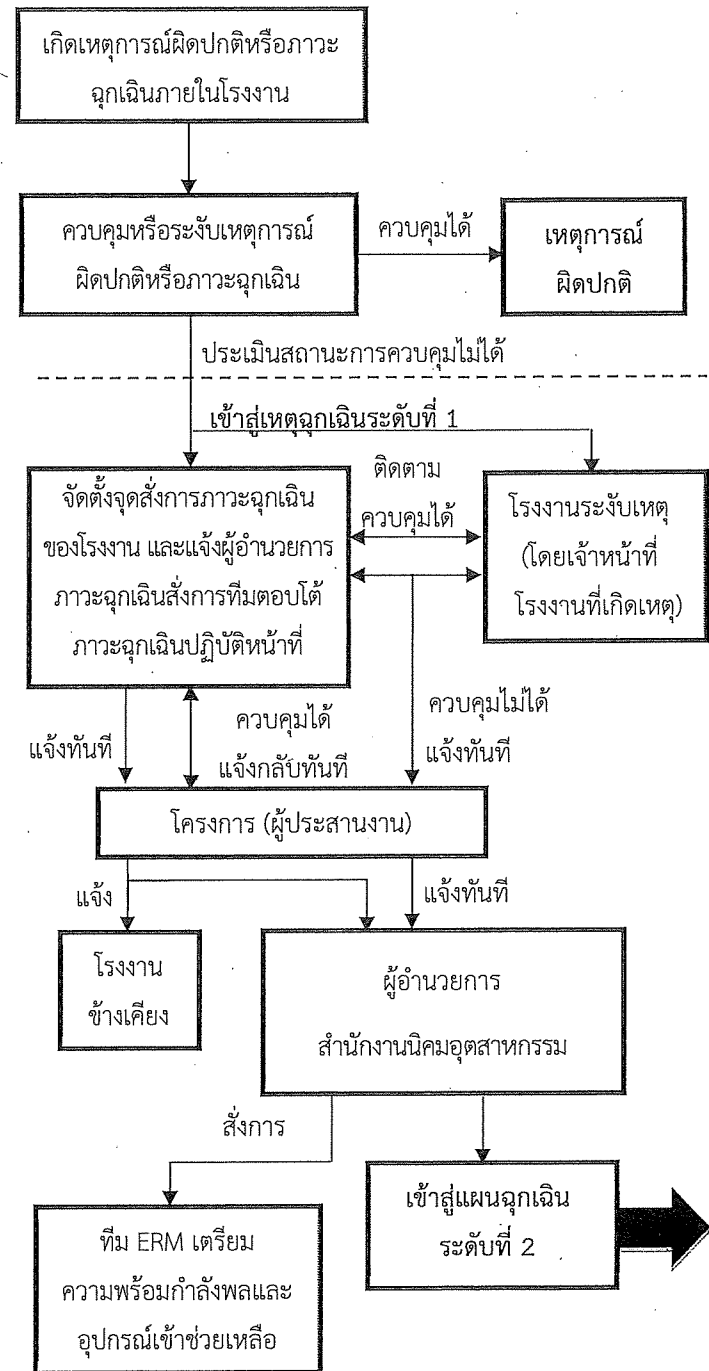 เกิดเหตุการณ์ผิดปกติหรือภาวะ
ฉุกเฉินภายในโรงงาน
ควบคุมหรือระงับเหตุการณ์
ผิดปกติหรือภาวะฉุกเฉิน
ควบคุมได้
เหตุการณ์
ผิดปกติ
ประเมินสถานะการควบคุมไม่ได้
เข้าสู่เหตุฉุกเฉินระดับที่ 1
จัดตั้งจุดสั่งการภาวะฉุกเฉิน
ของโรงงาน และแจ้งผู้อำนวยการ
ภาวะฉุกเฉินสั่งการทีมตอบโต้
ภาวะฉุกเฉินปฏิบัติหน้าที่
ติดตาม
ควบคุมได้
โรงงานระงับเหตุ
(โดยเจ้าหน้าที่
โรงงานที่เกิดเหตุ)
แจ้งทันที
ควบคุมได้
แจ้งกลับทันที
ควบคุมไม่ได้
แจ้งทันที
โครงการ (ผู้ประสานงาน)
แจ้ง
แจ้งทันที
โรงงาน
ข้างเคียง
ผู้อำนวยการ
สำนักงานนิคมอุตสาหกรรม
สั่งการ
ทีม ERM เตรียม
ความพร้อมกำลังพลและ
อุปกรณ์เข้าช่วยเหลือ
เข้าสู่แผนฉุกเฉิน
ระดับที่ 2